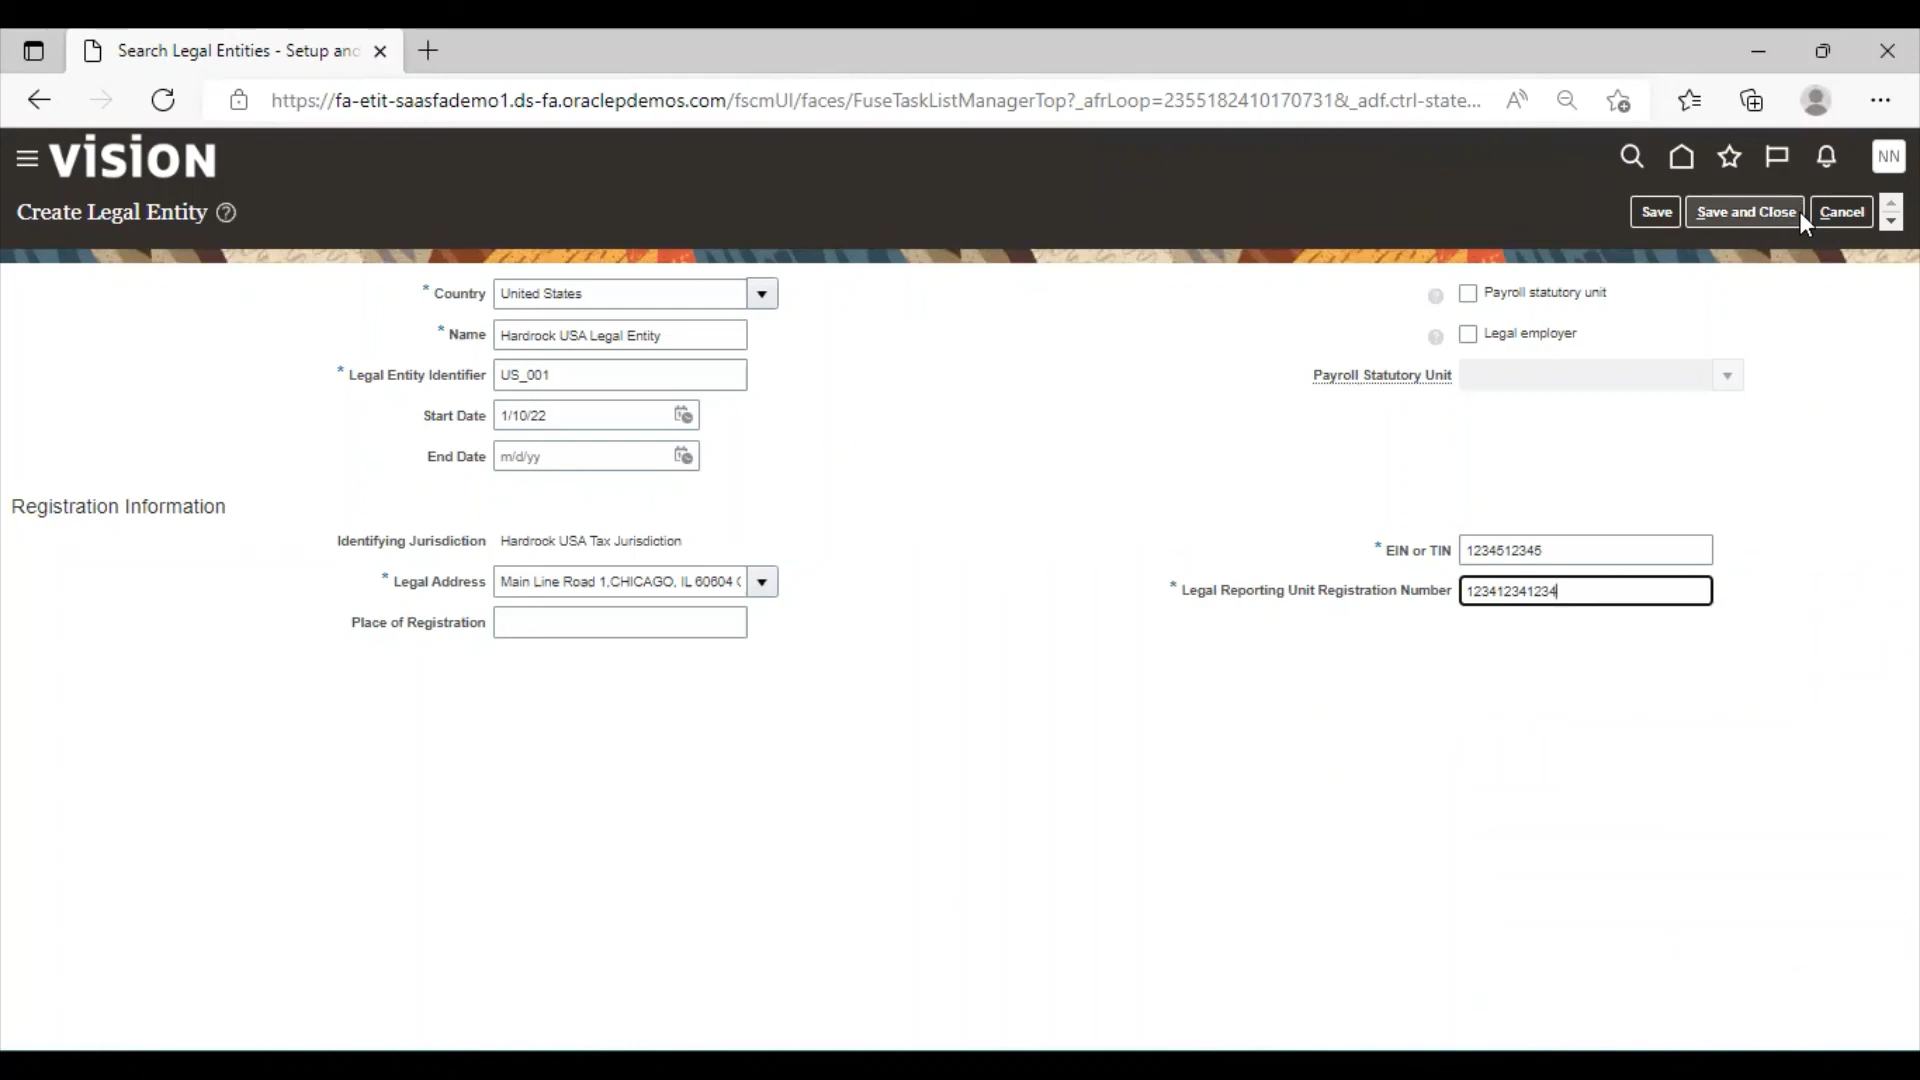 Search Legal Entities - Setup and
https://fa-etit-saasfademo1.ds-fa.oraclepdemos.com/fscmUI/faces/FuseTaskListManagerTop?_afrLoop=2355182410170731&_adf.ctrl-state...
VISION
NN
Create Legal Entity
Save
Save and Close
Cancel
* Country United States
Payroll statutory unit
* Name Hardrock USA Legal Entity
Legal employer
* Legal Entity Identifier US_001
Payroll Statutory Unit
Start Date 1/10/22
End Date m/d/yy
Registration Information
Identifying Jurisdiction Hardrock USA Tax Jurisdiction
* EIN or TIN 1234512345
* Legal Address Main Line Road 1,CHICAGO, IL 60604 (
* Legal Reporting Unit Registration Number 123412341234
Place of Registration